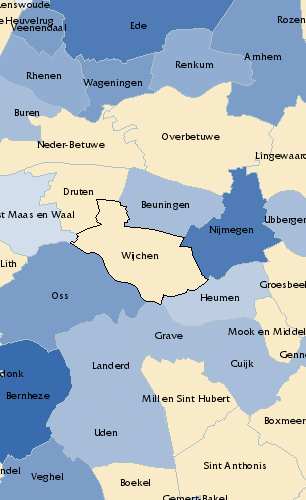 enswoude
e Heuvelrug
Veenendaal
Ede
Rozen
Arnhem
Renkum
Rhenen
Wageningen
Buren
Overbetuwe
Neder-Betuwe
Lingewaard
Druten
Beuningen
st Maas en Waal
Ubbergen
Nijmegen
Wijchen
Lith
Groesbeel
Oss
Heumen
Mook en Middel
Grave
Genne
Landerd
Cuijk
donk
Bernheze
Mill en Sint Hubert
Boxmeer
Uden
Sint Anthonis
ndel
Veghel
Boekel
Gemert-Bakel